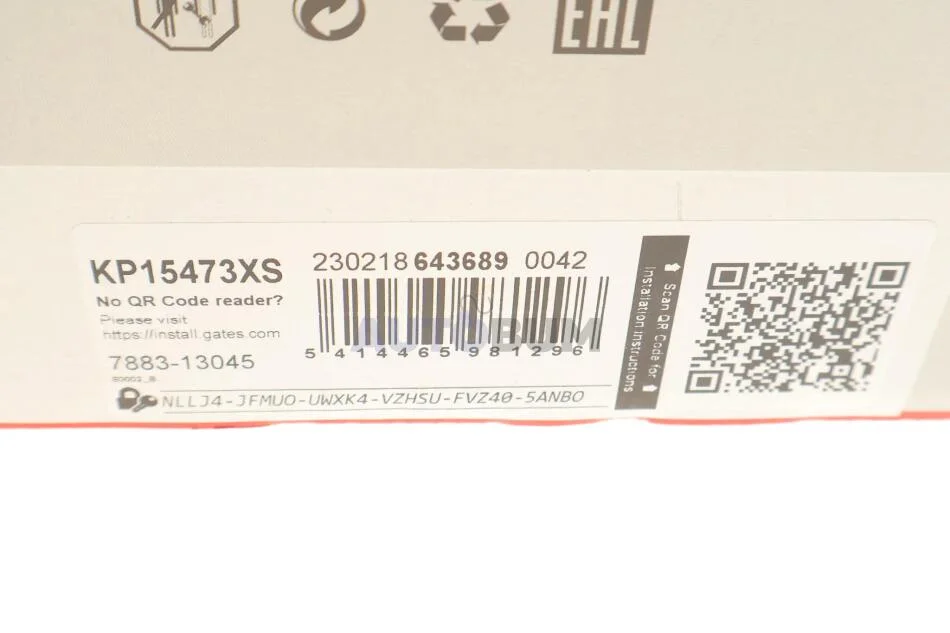 EAC
KP15473XS
230218 643689 0042
No QR Code reader?
Please visit
https://install.gates.com
7883-13045
5 414465 981296
AUTOBUM
NLLJ4-JFMUO-UWXK4-VZHSU-FVZ40-5ANBO
Scan QR Code for
Installation instructions